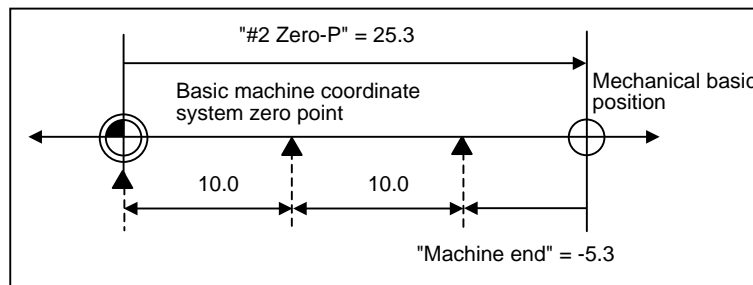 "#2 Zero-P" = 25.3
Basic machine coordinate
system zero point
Mechanical basic
position
10.0
10.0
"Machine end" = -5.3